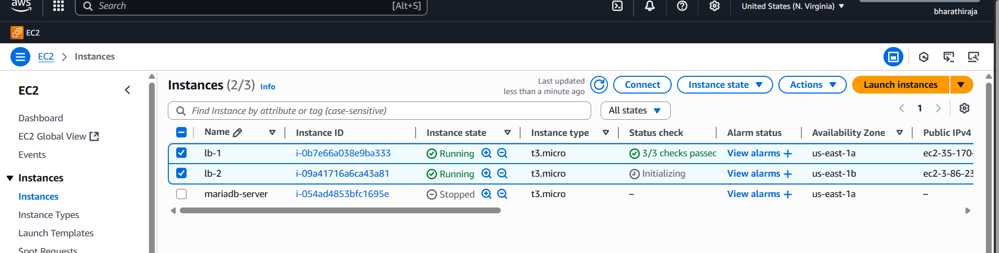 aws
Search
[Alt+S]
United States (N. Virginia)
bharathiraja
EC2
EC2
Instances
EC2
Dashboard
EC2 Global View
Events
Instances
Instances
Instance Types
Launch Templates
Spot Requests
Instances (2/3) Info
Last updated
less than a minute ago
Connect
Instance state
Actions
Launch instances
Find Instance by attribute or tag (case-sensitive)
All states
1
Name Instance ID Instance state Instance type Status check Alarm status Availability Zone Public IPv4
lb-1 i-0b7e66a038e9ba333 Running t3.micro 3/3 checks passed View alarms + us-east-1a ec2-35-170-
lb-2 i-09a41716a6ca43a81 Running t3.micro Initializing View alarms + us-east-1b ec2-3-86-23
mariadb-server i-054ad4853bfc1695e Stopped t3.micro – View alarms + us-east-1a –